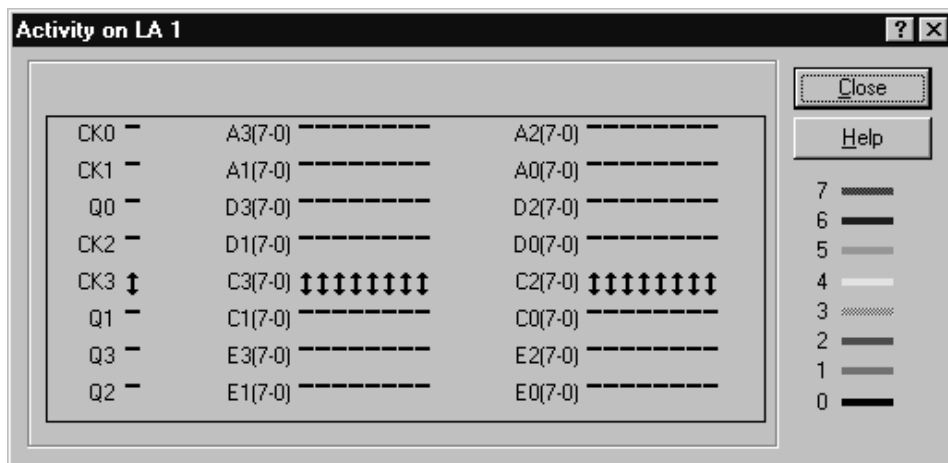 Activity on LA 1
Close
Help
CK0 A3(7-0) A2(7-0)
CK1 A1(7-0) A0(7-0)
Q0 D3(7-0) D2(7-0)
CK2 D1(7-0) D0(7-0)
CK3 C3(7-0) C2(7-0)
Q1 C1(7-0) C0(7-0)
Q3 E3(7-0) E2(7-0)
Q2 E1(7-0) E0(7-0)
7
6
5
4
3
2
1
0